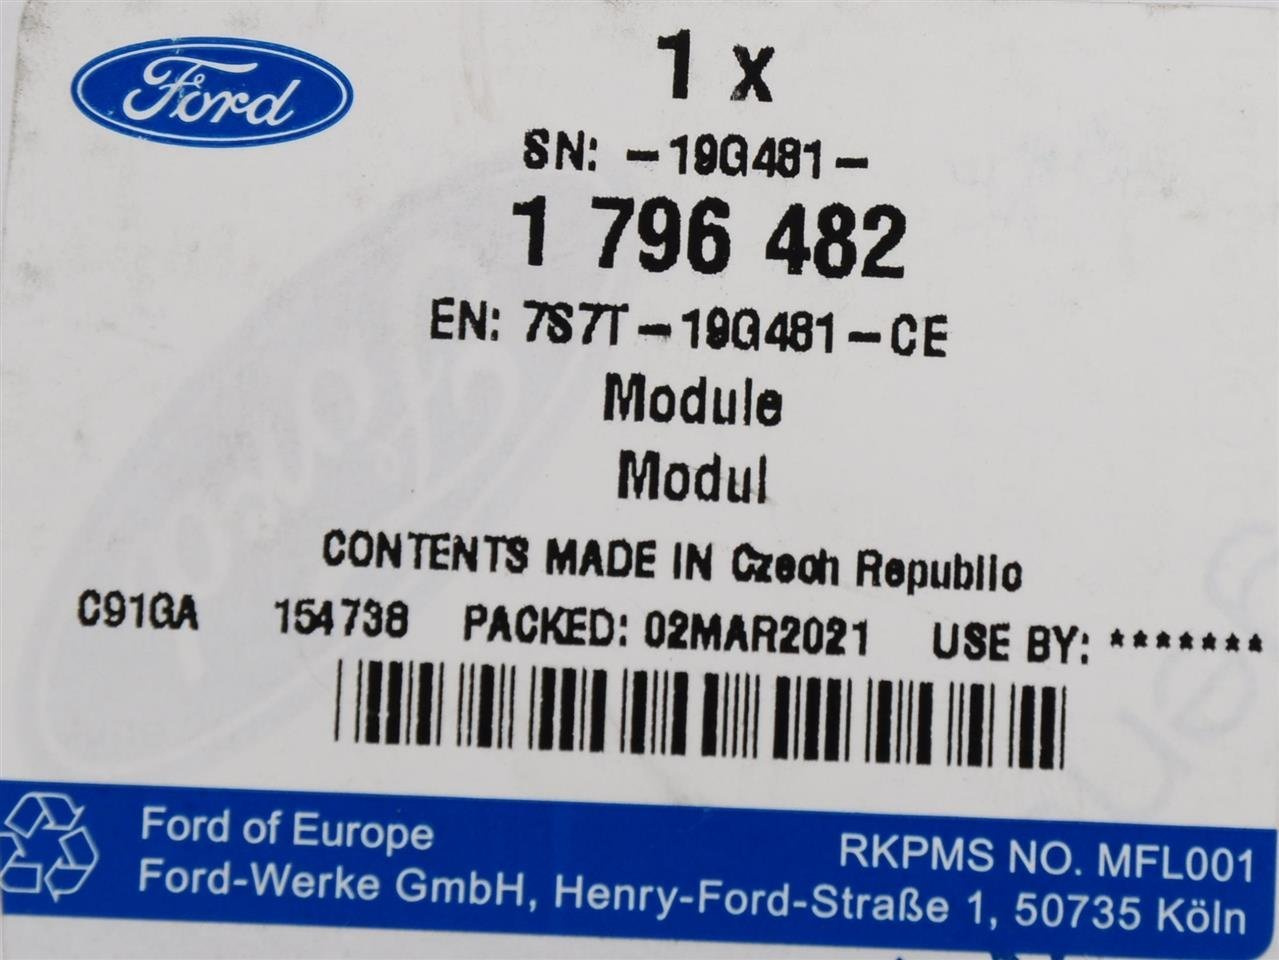 Ford
1 x
SN: -19G481-
1 796 482
EN: 7S7T-19G481-CE
Module
Modul
CONTENTS MADE IN Czech Republic
C91GA 154738 PACKED: 02MAR2021 USE BY: *******
Ford of Europe
RKPMS NO. MFL001
Ford-Werke GmbH, Henry-Ford-Straße 1, 50735 Köln